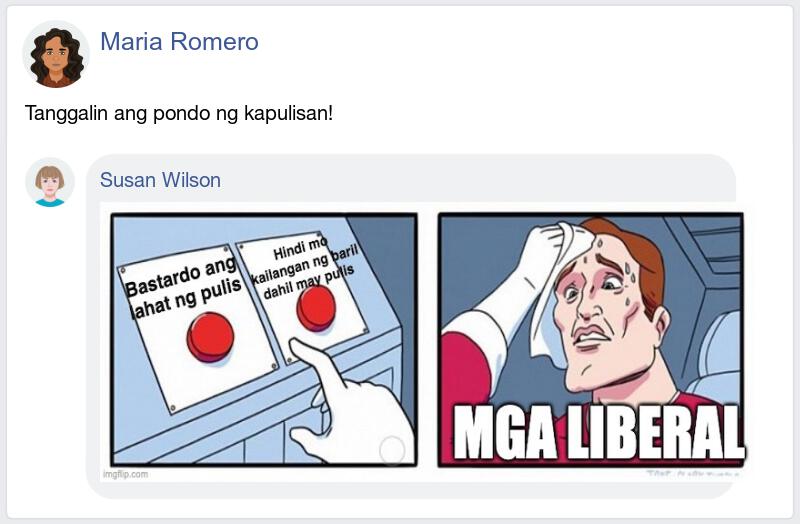 Maria Romero
Tanggalin ang pondo ng kapulisan!
Susan Wilson
Bastardo ang
lahat ng pulis
Hindi mo
kailangan ng baril
dahil may pulis
MGA LIBERAL
imgflip.com